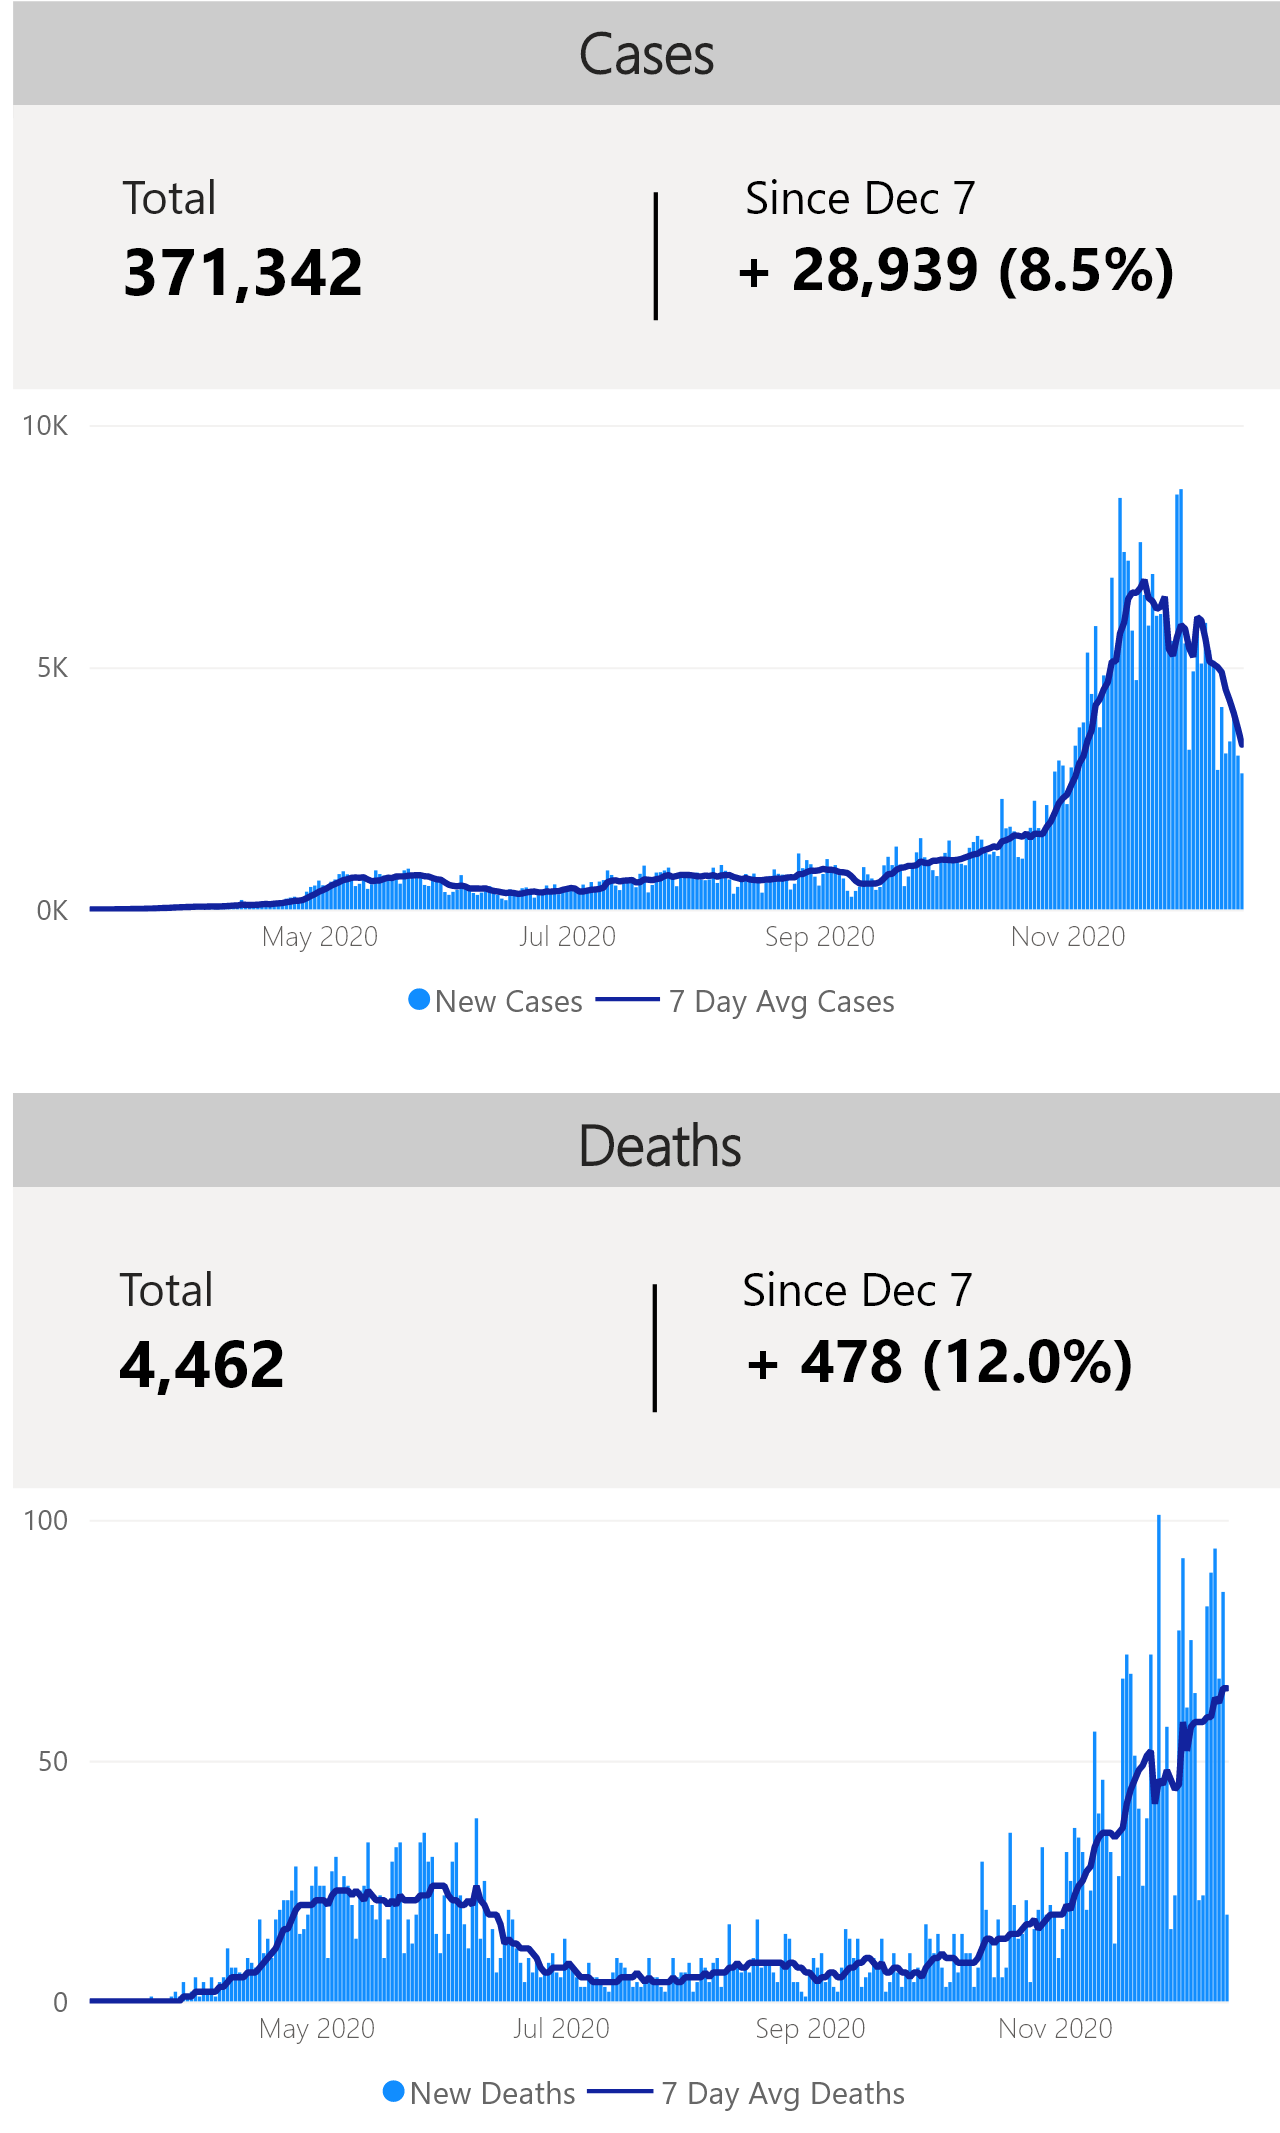 Cases
Total
371,342
Since Dec 7
+ 28,939 (8.5%)
10K
5K
0K
May 2020 Jul 2020 Sep 2020 Nov 2020
New Cases 7 Day Avg Cases
Deaths
Total
4,462
Since Dec 7
+ 478 (12.0%)
100
50
0
May 2020 Jul 2020 Sep 2020 Nov 2020
New Deaths 7 Day Avg Deaths